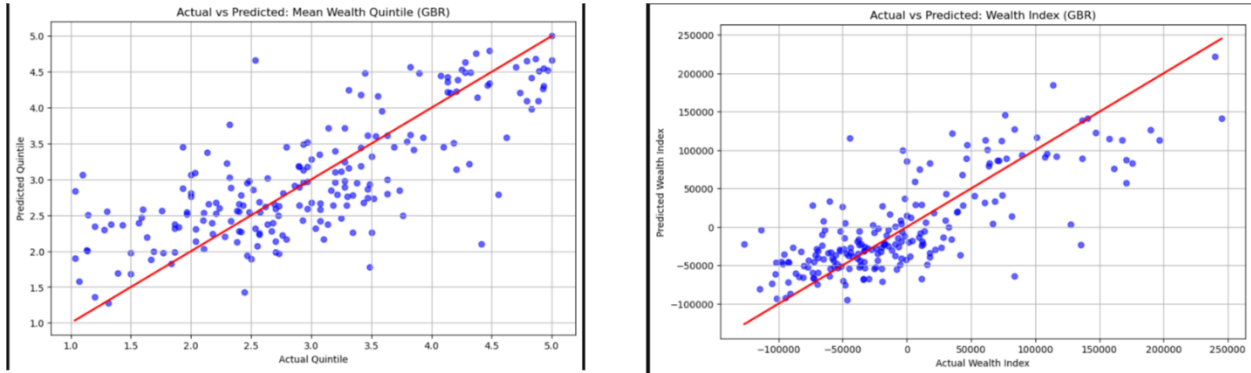 Actual vs Predicted: Mean Wealth Quintile (GBR)
5.0
4.5
4.0
3.5
3.0
2.5
2.0
1.5
1.0
Predicted Quintile
1.0 1.5 2.0 2.5 3.0 3.5 4.0 4.5 5.0
Actual Quintile
Actual vs Predicted: Wealth Index (GBR)
250000
200000
150000
100000
50000
0
−50000
−100000
Predicted Wealth Index
−100000 −50000 0 50000 100000 150000 200000 250000
Actual Wealth Index